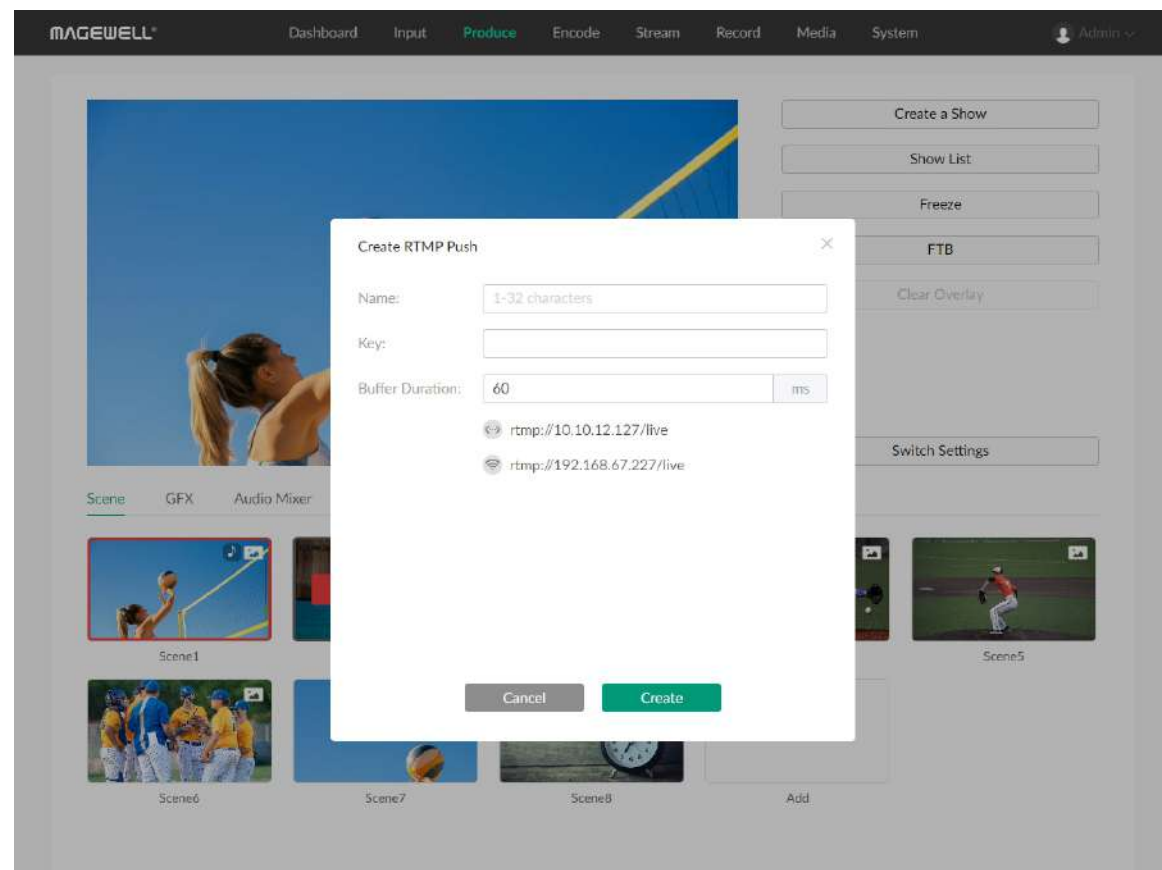 MAGEWELL®
Dashboard Input Produce Encode Stream Record Media System Admin
Create a Show
Show List
Freeze
FTB
Clear Overlay
Switch Settings
Create RTMP Push
Name: 1-32 characters
Key:
Buffer Duration: 60 ms
rtmp://10.10.12.127/live
rtmp://192.168.67.227/live
Cancel Create
Scene GFX Audio Mixer
Scene1 Scene5
Scene6 Scene7 Scene8 Add